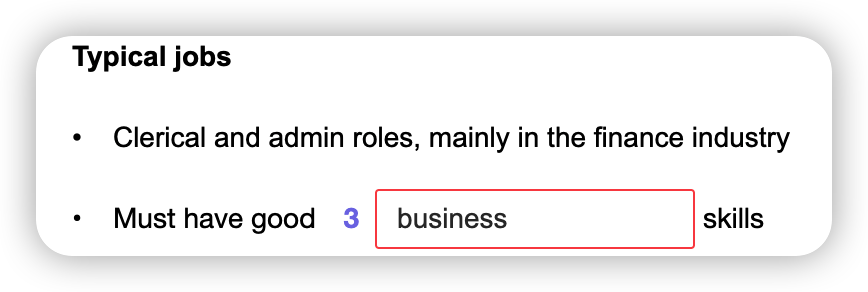 Typical jobs
• Clerical and admin roles, mainly in the finance industry
• Must have good 3 business skills